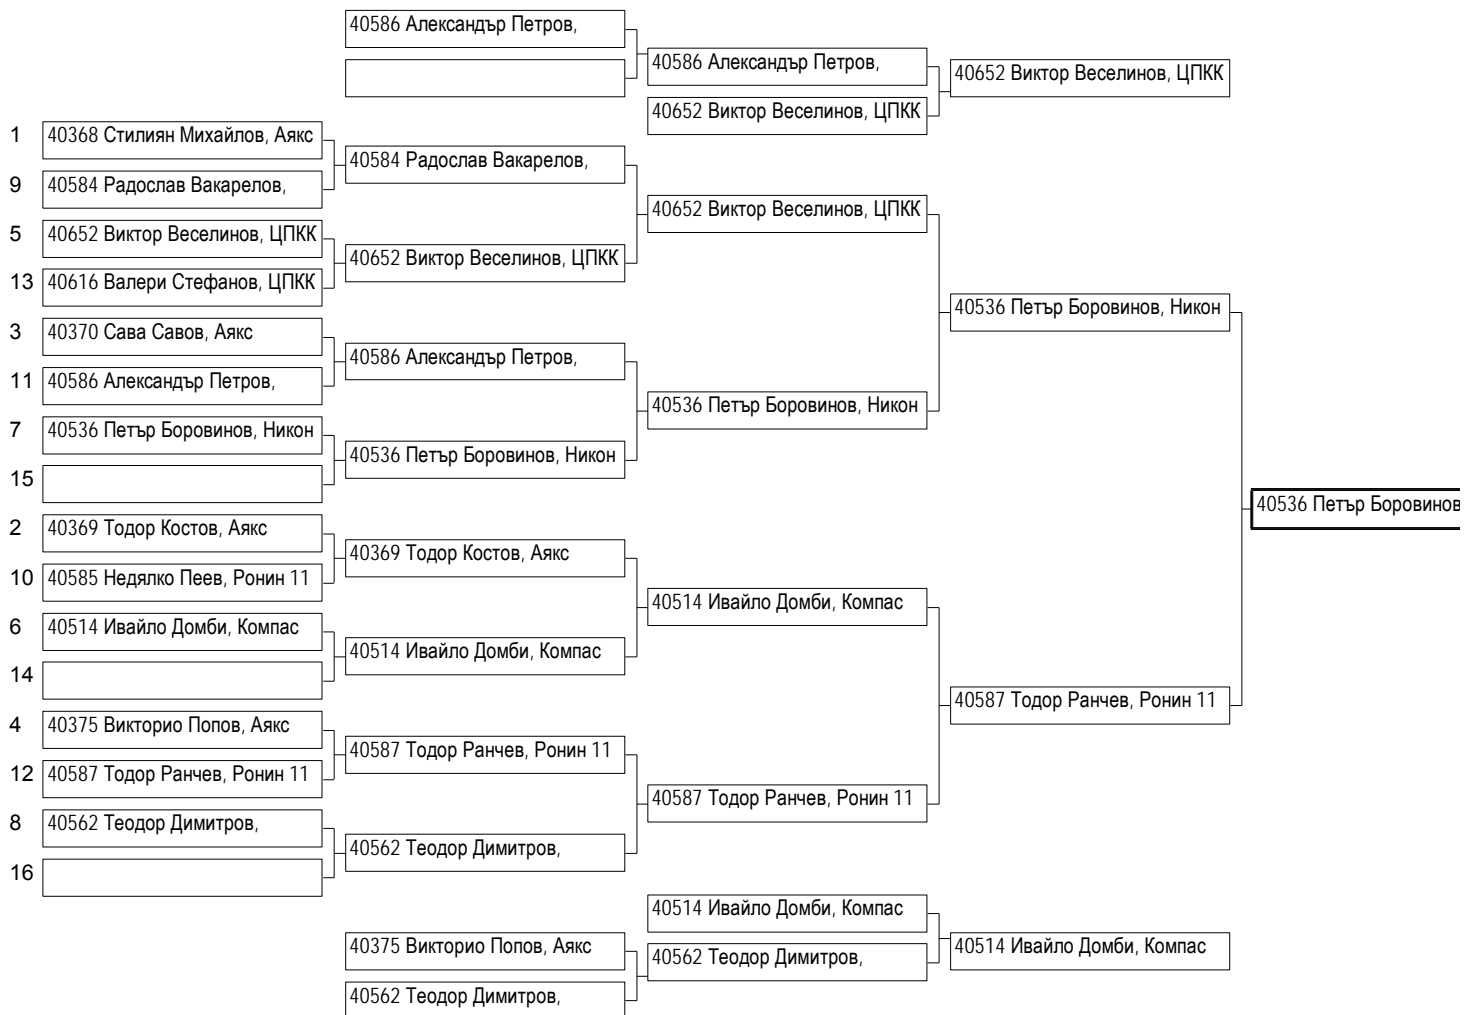 40586 Александър Петров,
40586 Александър Петров,
40652 Виктор Веселинов, ЦПКК
40652 Виктор Веселинов, ЦПКК
1 40368 Стилиян Михайлов, Аякс
40584 Радослав Вакарелов,
9 40584 Радослав Вакарелов,
40652 Виктор Веселинов, ЦПКК
5 40652 Виктор Веселинов, ЦПКК
40652 Виктор Веселинов, ЦПКК
13 40616 Валери Стефанов, ЦПКК
40536 Петър Боровинов, Никон
3 40370 Сава Савов, Аякс
40586 Александър Петров,
11 40586 Александър Петров,
40536 Петър Боровинов, Никон
7 40536 Петър Боровинов, Никон
40536 Петър Боровинов, Никон
15
40536 Петър Боровинов
2 40369 Тодор Костов, Аякс
40369 Тодор Костов, Аякс
10 40585 Недялко Пеев, Ронин 11
40514 Ивайло Домби, Компас
6 40514 Ивайло Домби, Компас
40514 Ивайло Домби, Компас
14
40587 Тодор Ранчев, Ронин 11
4 40375 Викторио Попов, Аякс
40587 Тодор Ранчев, Ронин 11
12 40587 Тодор Ранчев, Ронин 11
40587 Тодор Ранчев, Ронин 11
8 40562 Теодор Димитров,
40562 Теодор Димитров,
16
40514 Ивайло Домби, Компас
40375 Викторио Попов, Аякс
40562 Теодор Димитров,
40514 Ивайло Домби, Компас
40562 Теодор Димитров,